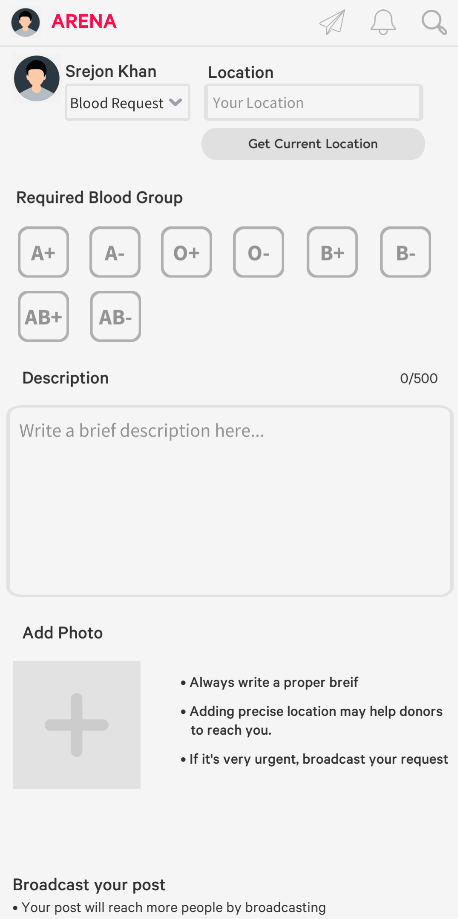 ARENA
Srejon Khan
Blood Request
Location
Your Location
Get Current Location
Required Blood Group
A+ A- O+ O- B+ B-
AB+ AB-
Description 0/500
Write a brief description here...
Add Photo
• Always write a proper breif
• Adding precise location may help donors
to reach you.
• If it's very urgent, broadcast your request
Broadcast your post
• Your post will reach more people by broadcasting